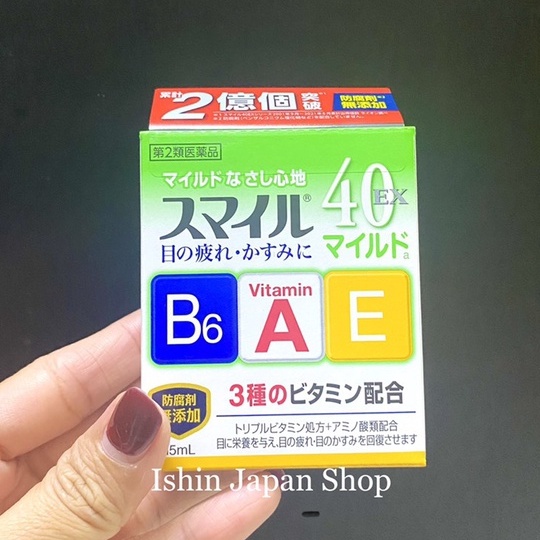 累計2億個突破
防腐剤※2
無添加
第2類医薬品
マイルドなさし心地
スマイル® 40EX
目の疲れ・かすみに マイルドa
B6
Vitamin
A
E
3種のビタミン配合
防腐剤
無添加
トリプルビタミン処方+アミノ酸類配合
目に栄養を与え、目の疲れ・目のかすみを回復させます
15mL
Ishin Japan Shop